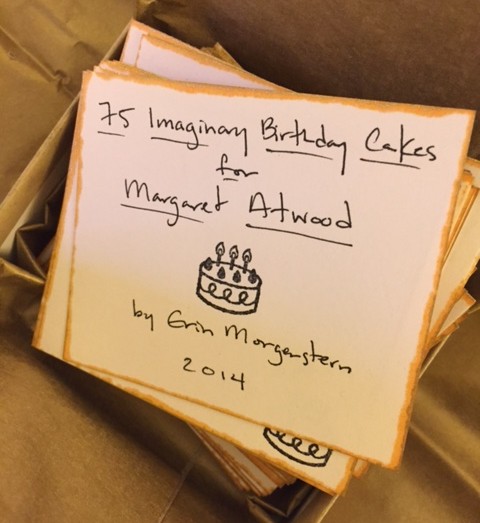 75 Imaginary Birthday Cakes
for
Margaret Atwood
by Erin Morgenstern
2014